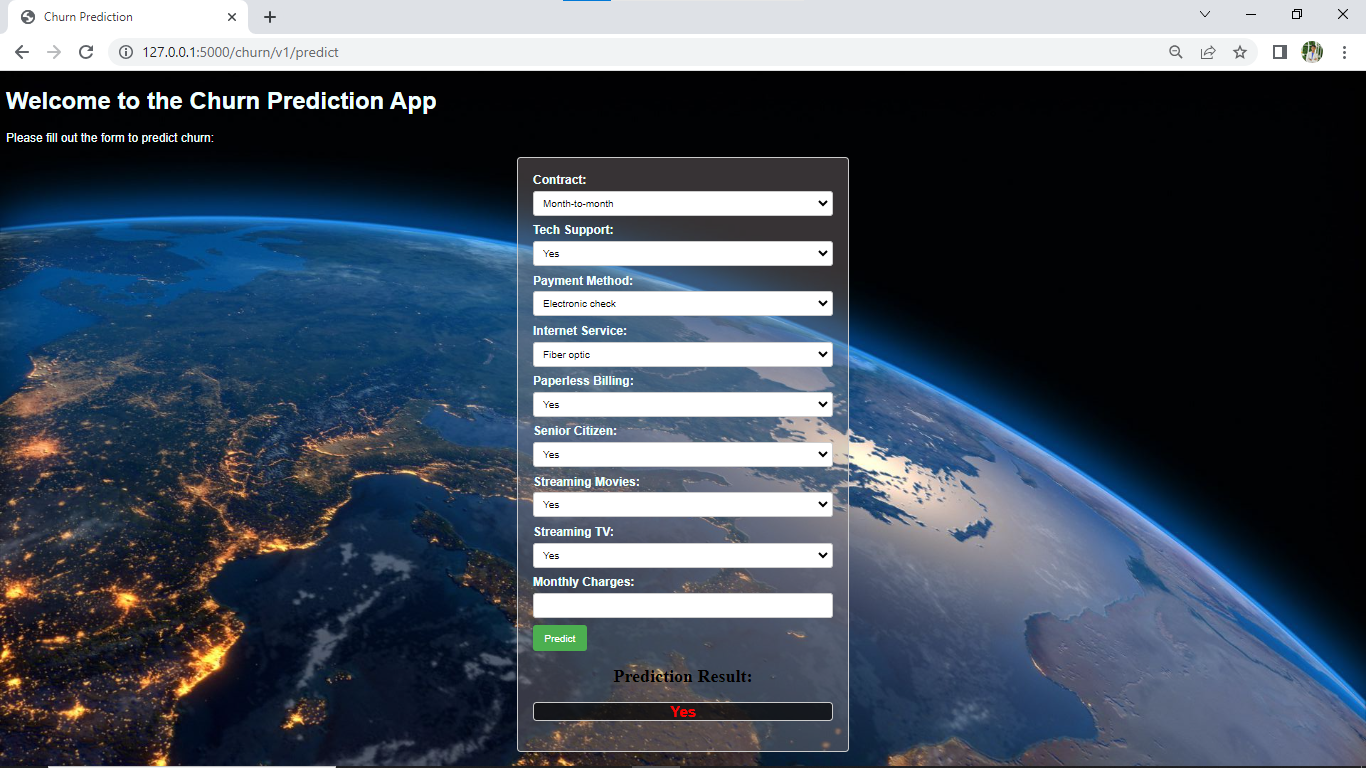 Churn Prediction
127.0.0.1:5000/churn/v1/predict
Welcome to the Churn Prediction App
Please fill out the form to predict churn:
Contract:
Month-to-month
Tech Support:
Yes
Payment Method:
Electronic check
Internet Service:
Fiber optic
Paperless Billing:
Yes
Senior Citizen:
Yes
Streaming Movies:
Yes
Streaming TV:
Yes
Monthly Charges:
Predict
Prediction Result:
Yes